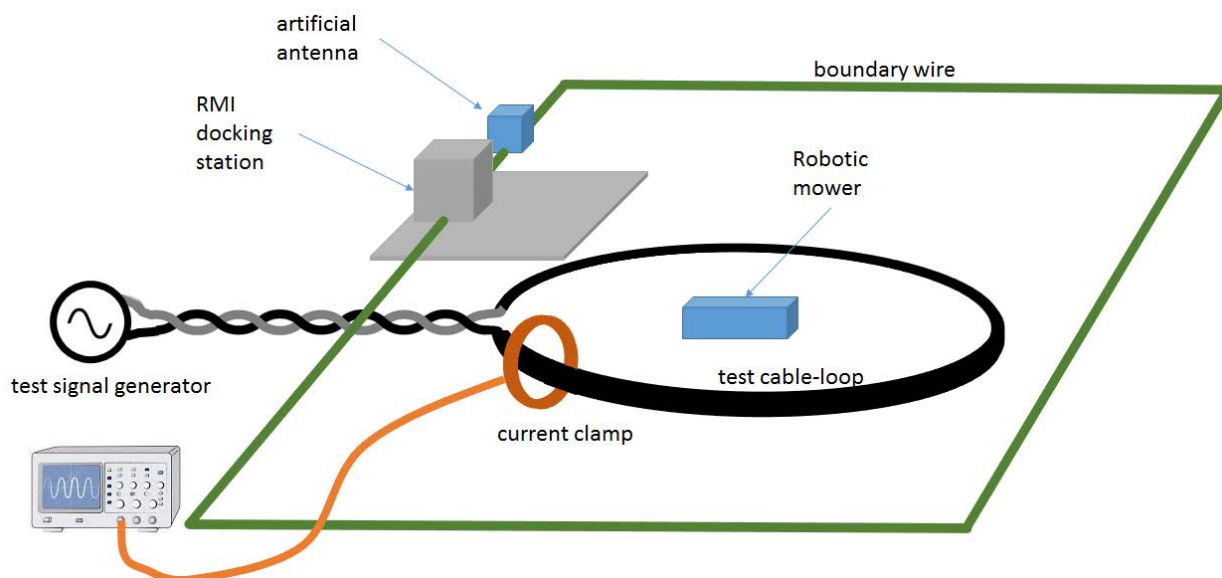 artificial
antenna
boundary wire
RMI
docking
station
Robotic
mower
test signal generator
test cable-loop
current clamp